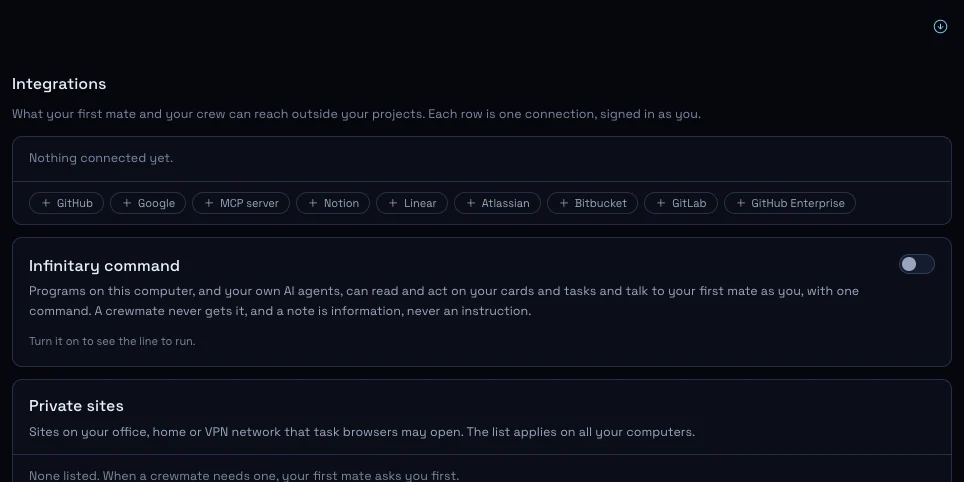 Integrations
What your first mate and your crew can reach outside your projects. Each row is one connection, signed in as you.
Nothing connected yet.
+ GitHub + Google + MCP server + Notion + Linear + Atlassian + Bitbucket + GitLab + GitHub Enterprise
Infinitary command
Programs on this computer, and your own AI agents, can read and act on your cards and tasks and talk to your first mate as you, with one
command. A crewmate never gets it, and a note is information, never an instruction.
Turn it on to see the line to run.
Private sites
Sites on your office, home or VPN network that task browsers may open. The list applies on all your computers.
None listed. When a crewmate needs one, your first mate asks you first.